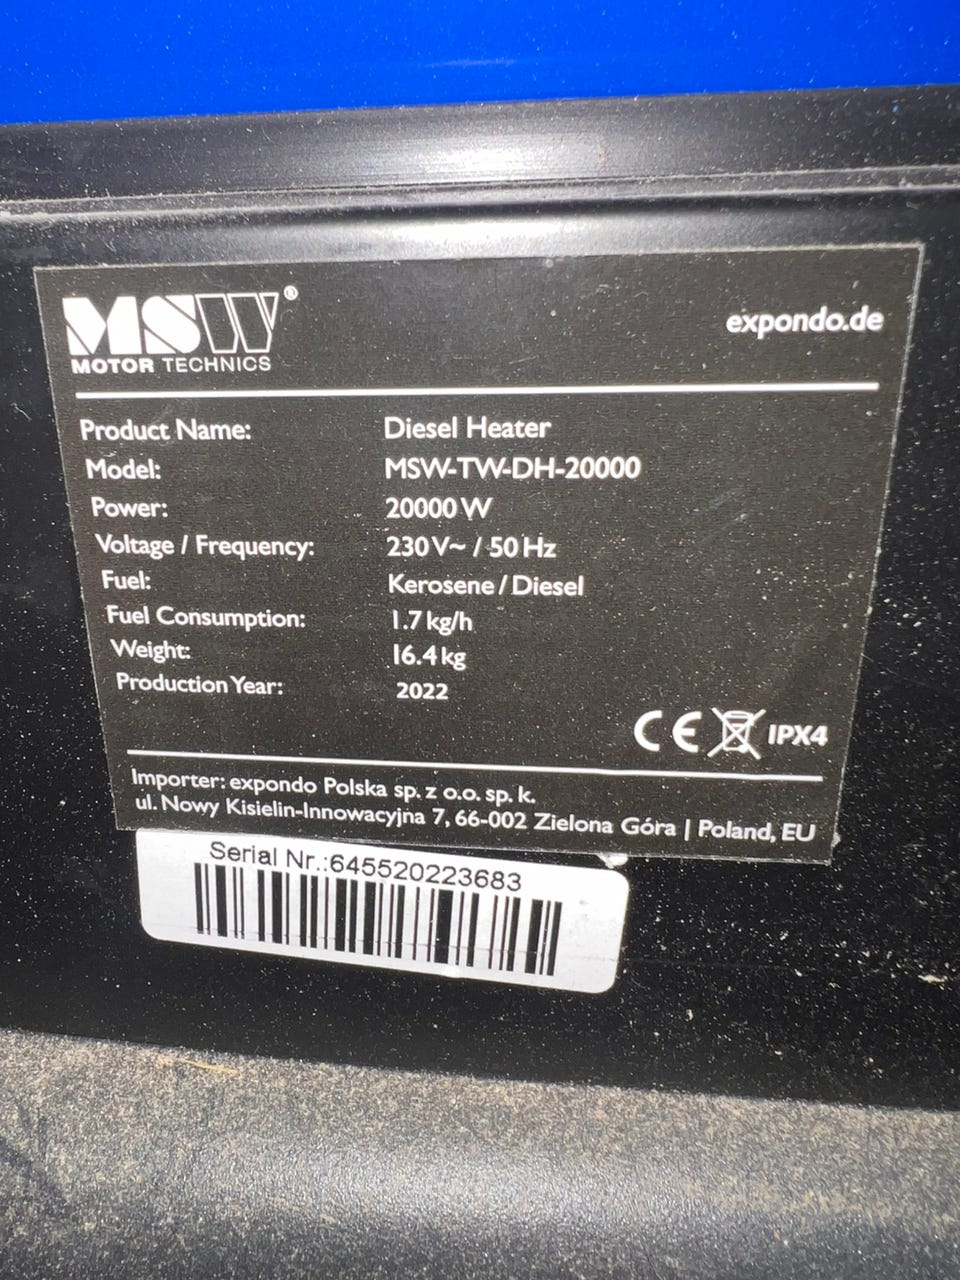 MSW®
MOTOR TECHNICS
expondo.de
Product Name: Diesel Heater
Model: MSW-TW-DH-20000
Power: 20000 W
Voltage / Frequency: 230 V~ / 50 Hz
Fuel: Kerosene / Diesel
Fuel Consumption: 1.7 kg/h
Weight: 16.4 kg
Production Year: 2022
CE IPX4
Importer: expondo Polska sp. z o.o. sp. k.
ul. Nowy Kisielin-Innowacyjna 7, 66-002 Zielona Góra | Poland, EU
Serial Nr.:645520223683